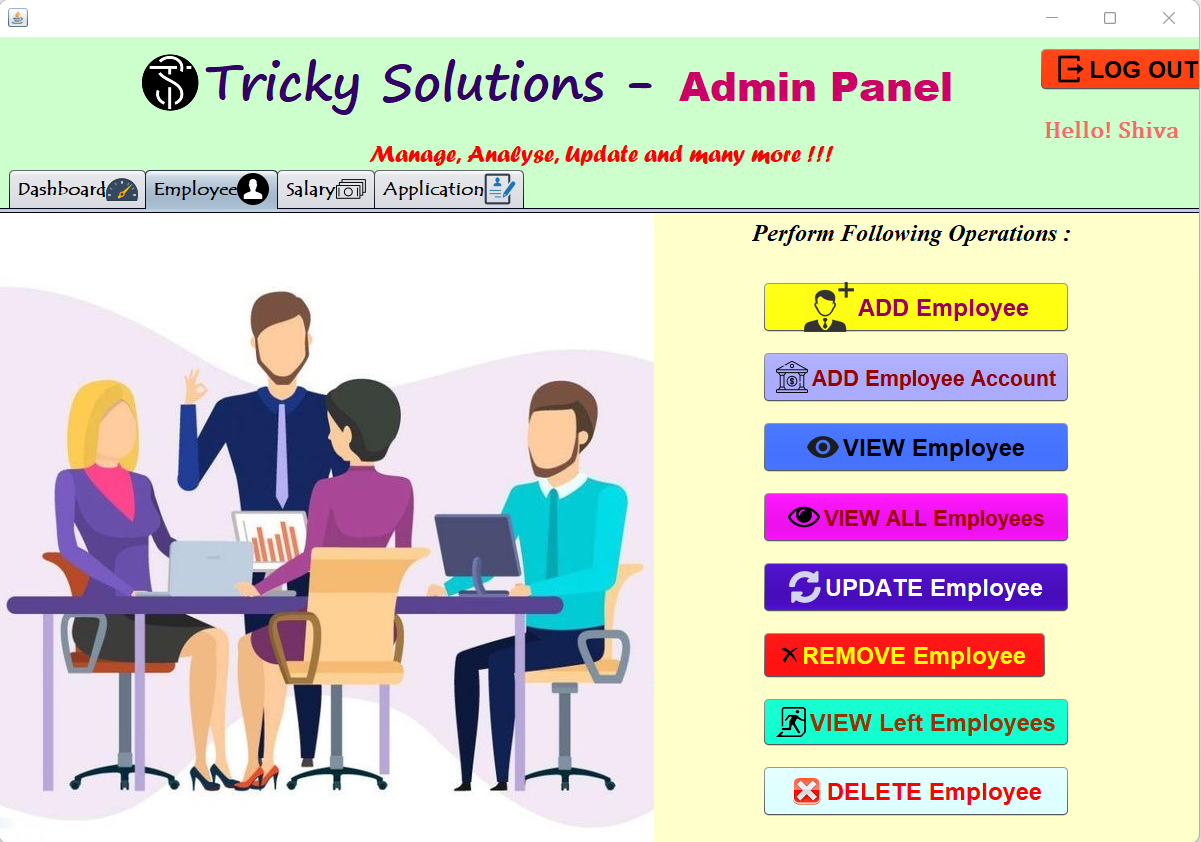 Tricky Solutions - Admin Panel
LOG OUT
Hello! Shiva
Manage, Analyse, Update and many more !!!
Dashboard Employee Salary Application
Perform Following Operations :
ADD Employee
ADD Employee Account
VIEW Employee
VIEW ALL Employees
UPDATE Employee
REMOVE Employee
VIEW Left Employees
DELETE Employee